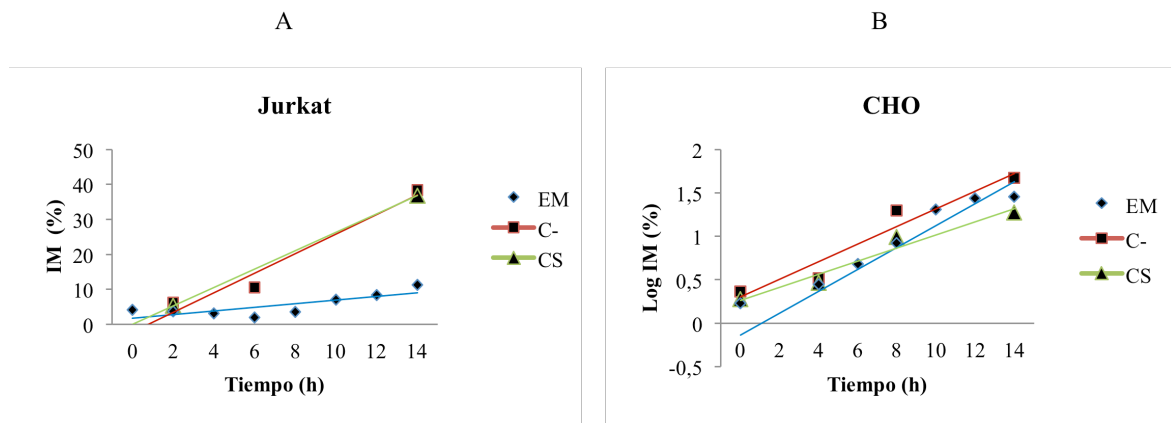 A
B
Jurkat
50
40
30
20
10
0
IM (%)
0 2 4 6 8 10 12 14
Tiempo (h)
EM
C-
CS
CHO
2
1.5
1
0.5
0
-0,5
Log IM (%)
0 2 4 6 8 10 12 14
Tiempo (h)
EM
C-
CS